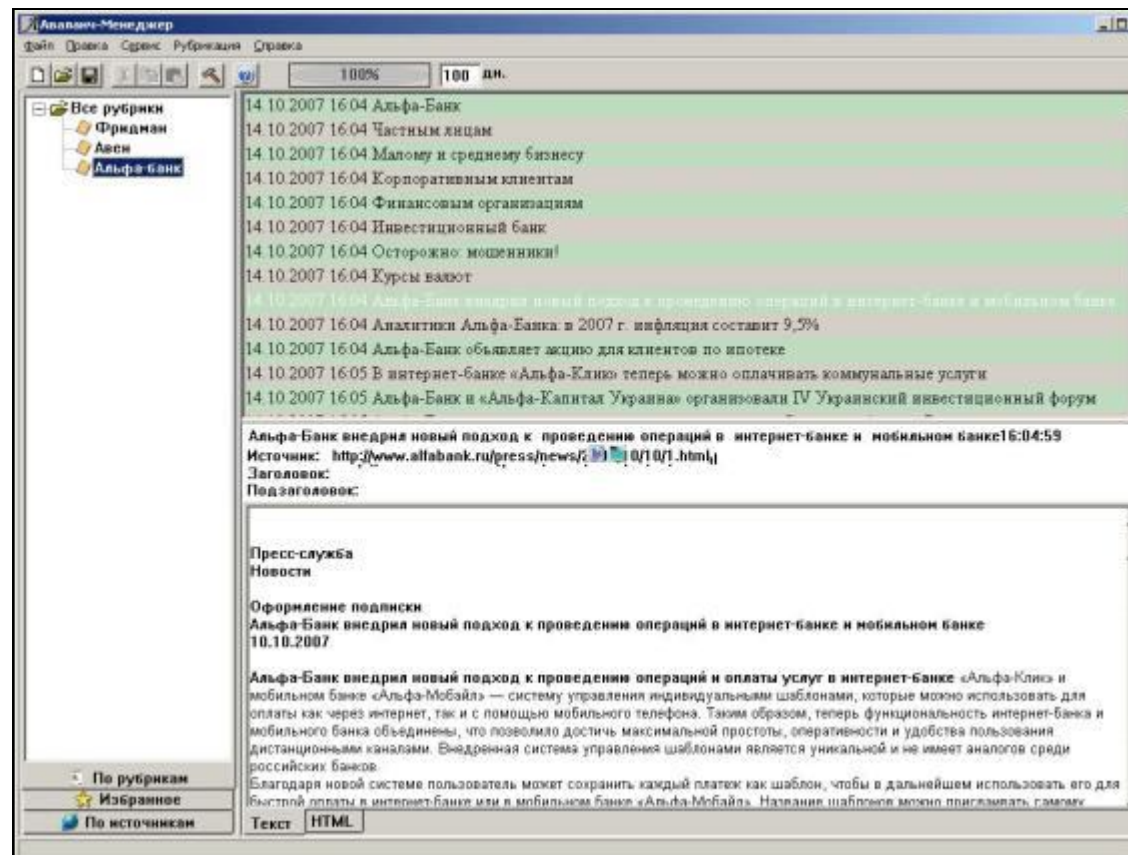 Аваланч-Менеджер
Файл Правка Сервис Рубрикация Справка
100% 100 дн.
Все рубрики
Фридман
Авен
Альфа-банк
14.10.2007 16:04 Альфа-Банк
14.10.2007 16:04 Частным лицам
14.10.2007 16:04 Малому и среднему бизнесу
14.10.2007 16:04 Корпоративным клиентам
14.10.2007 16:04 Финансовым организациям
14.10.2007 16:04 Инвестиционный банк
14.10.2007 16:04 Осторожно: мошенники!
14.10.2007 16:04 Курсы валют
14.10.2007 16:04 Альфа-Банк внедрил новый подход к проведению операций в интернет-банке и мобильном банке
14.10.2007 16:04 Аналитики Альфа-Банка: в 2007 г. инфляция составит 9,5%
14.10.2007 16:04 Альфа-Банк объявляет акцию для клиентов по ипотеке
14.10.2007 16:05 В интернет-банке «Альфа-Клик» теперь можно оплачивать коммунальные услуги
14.10.2007 16:05 Альфа-Банк и «Альфа-Капитал Украина» организовали IV Украинский инвестиционный форум
Альфа-Банк внедрил новый подход к проведению операций в интернет-банке и мобильном банке16:04:59
Источник: http://www.alfabank.ru/press/news/2 0/10/1.html
Заголовок:
Подзаголовок:
Пресс-служба
Новости
Оформление подписки
Альфа-Банк внедрил новый подход к проведению операций в интернет-банке и мобильном банке
10.10.2007
Альфа-Банк внедрил новый подход к проведению операций и оплаты услуг в интернет-банке «Альфа-Клик» и
мобильном банке «Альфа-Мобайл» — систему управления индивидуальными шаблонами, которые можно использовать для
оплаты как через интернет, так и с помощью мобильного телефона. Таким образом, теперь функциональность интернет-банка и
мобильного банка объединены, что позволило достичь максимальной простоты, оперативности и удобства пользования
дистанционными каналами. Внедренная система управления шаблонами является уникальной и не имеет аналогов среди
российских банков.
Благодаря новой системе пользователь может сохранить каждый платеж как шаблон, чтобы в дальнейшем использовать его для
быстрой оплаты в интернет-банке или в мобильном банке «Альфа-Мобайл». Название шаблонов можно присваивать самому
По рубрикам
Избранное
По источникам
Текст HTML